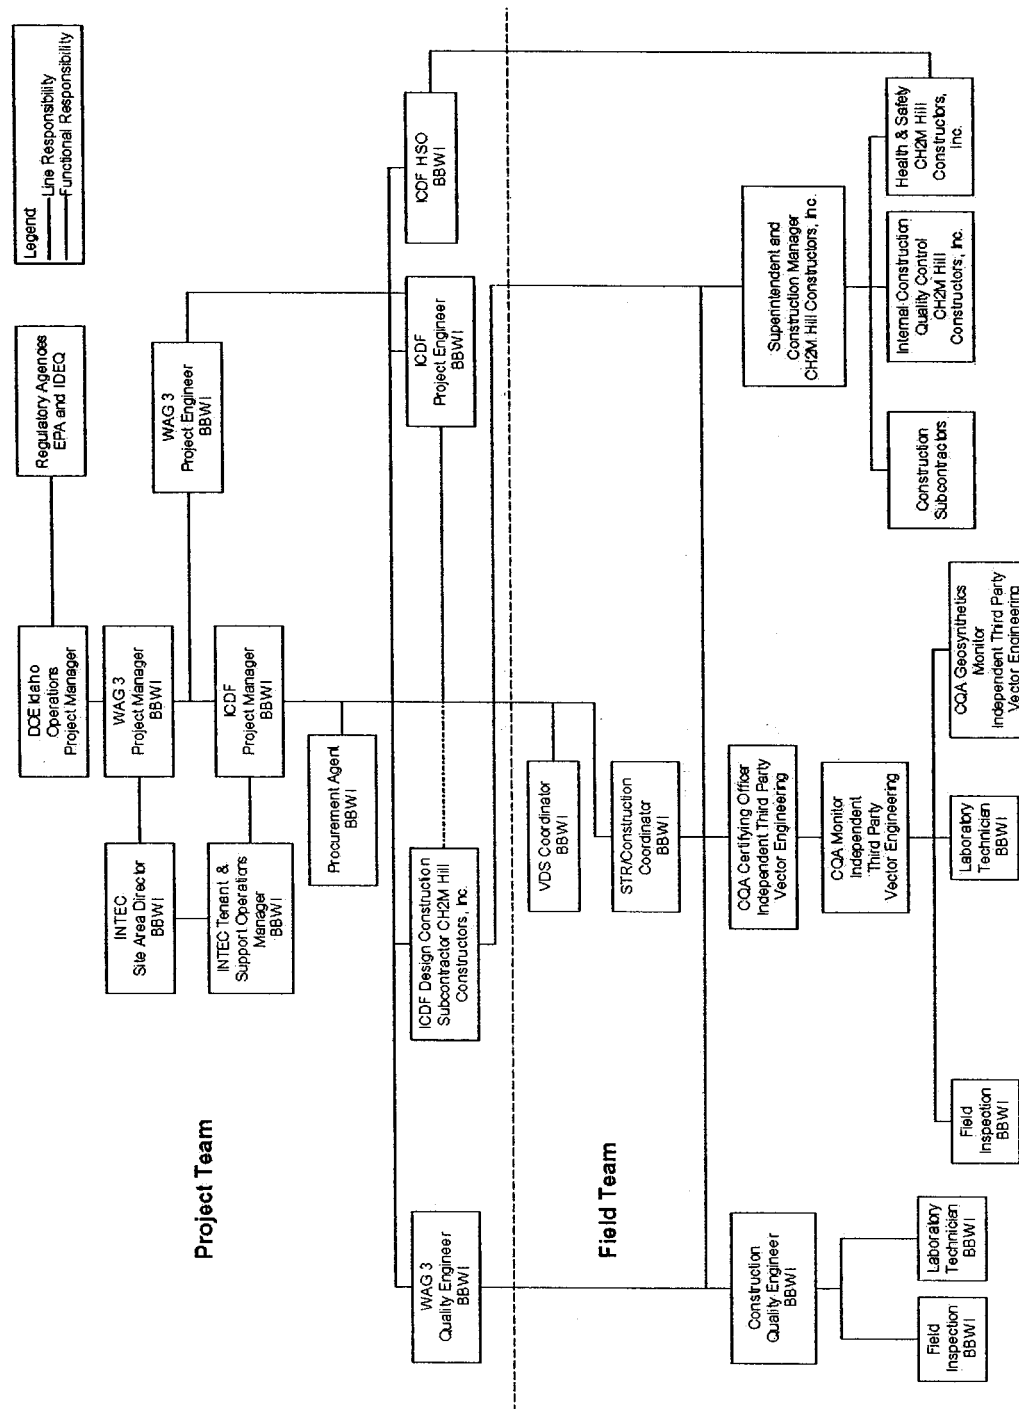 Legend:
Line Responsibility
Functional Responsibility
DOE Idaho
Operations
Project Manager
Regulatory Agencies
EPA and IDEQ
INTEC
Site Area Director
BBWI
WAG 3
Project Manager
BBWI
WAG 3
Project Engineer
BBWI
INTEC Tenant &
Support Operations
Manager
BBWI
ICDF
Project Manager
BBWI
Project Team
Procurement Agent
BBWI
WAG 3
Quality Engineer
BBWI
ICDF Design Construction
Subcontractor CH2M Hill
Constructors, Inc.
ICDF
Project Engineer
BBWI
ICDF HSO
BBWI
Field Team
VDS Coordinator
BBWI
STR/Construction
Coordinator
BBWI
Construction
Quality Engineer
BBWI
CQA Certifying Officer
Independent Third Party
Vector Engineering
Superintendent and
Construction Manager
CH2M Hill Constructors, Inc.
CQA Monitor
Independent
Third Party
Vector Engineering
Construction
Subcontractors
Internal Construction
Quality Control
CH2M Hill
Constructors, Inc.
Health & Safety
CH2M Hill
Constructors,
Inc.
Field
Inspection
BBWI
Laboratory
Technician
BBWI
Field
Inspection
BBWI
Laboratory
Technician
BBWI
CQA Geosynthetics
Monitor
Independent Third Party
Vector Engineering